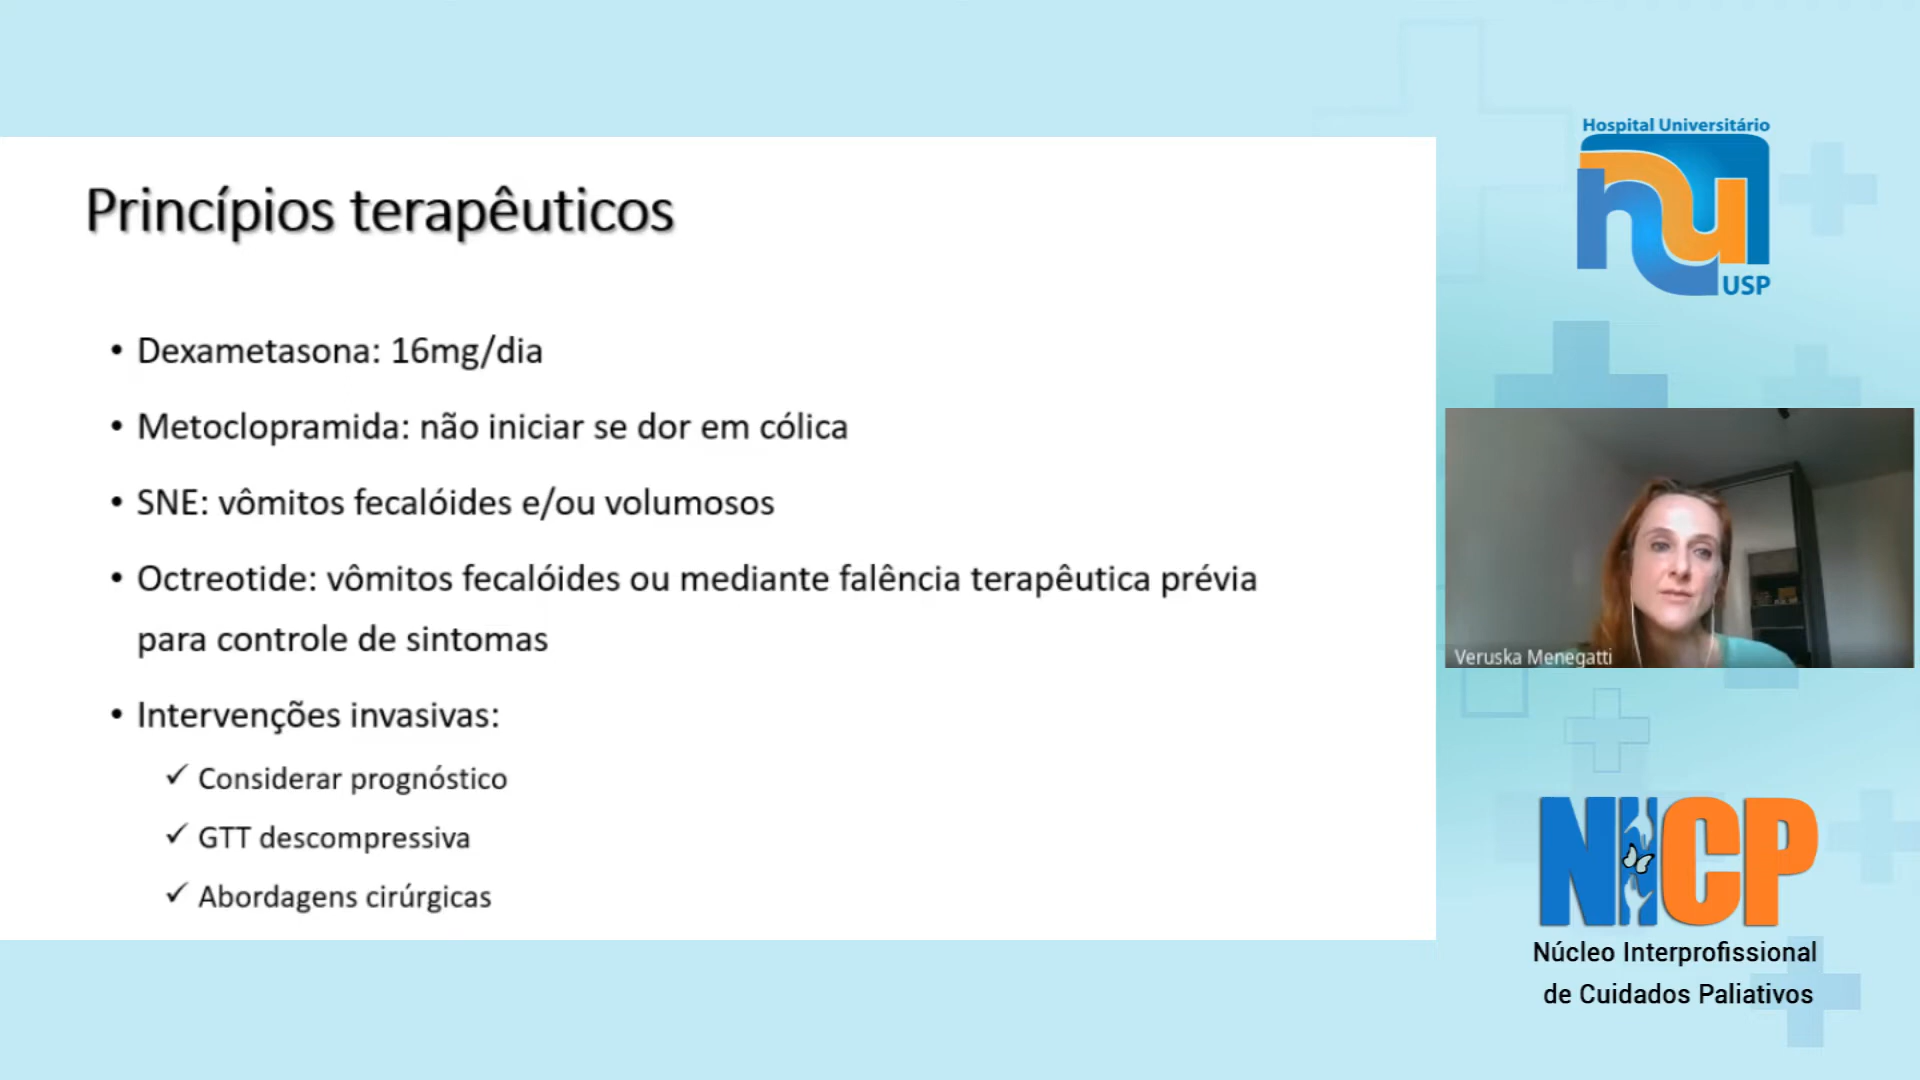 Princípios terapêuticos
• Dexametasona: 16mg/dia
• Metoclopramida: não iniciar se dor em cólica
• SNE: vômitos fecalóides e/ou volumosos
• Octreotide: vômitos fecalóides ou mediante falência terapêutica prévia
para controle de sintomas
• Intervenções invasivas:
✓ Considerar prognóstico
✓ GTT descompressiva
✓ Abordagens cirúrgicas
Hospital Universitário
hu
USP
Veruska Menegatti
NICP
Núcleo Interprofissional
de Cuidados Paliativos